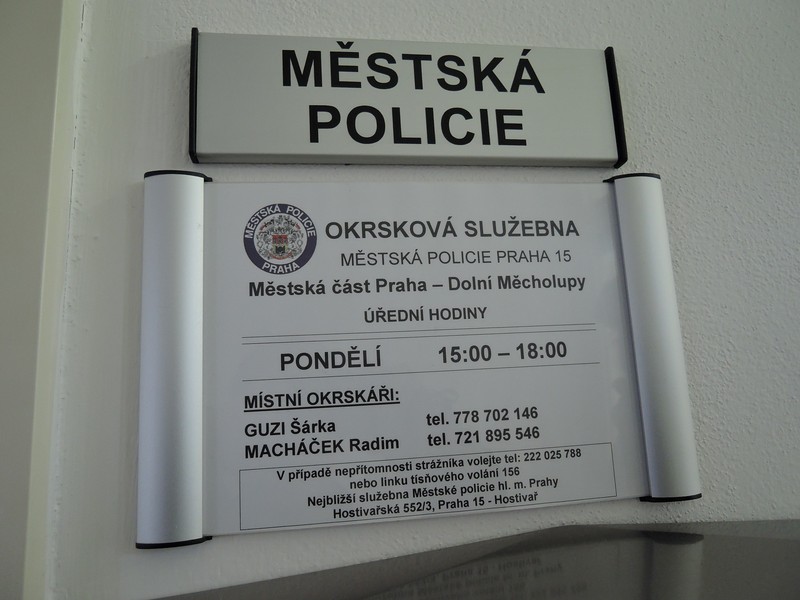 MĚSTSKÁ
POLICIE
MĚSTSKÁ POLICIE
PRAHA
OKRSKOVÁ SLUŽEBNA
MĚSTSKÁ POLICIE PRAHA 15
Městská část Praha – Dolní Měcholupy
ÚŘEDNÍ HODINY
PONDĚLÍ 15:00 – 18:00
MÍSTNÍ OKRSKÁŘI:
GUZI Šárka tel. 778 702 146
MACHÁČEK Radim tel. 721 895 546
V případě nepřítomnosti strážníka volejte tel: 222 025 788
nebo linku tísňového volání 156
Nejbližší služebna Městské policie hl. m. Prahy
Hostivařská 552/3, Praha 15 - Hostivař